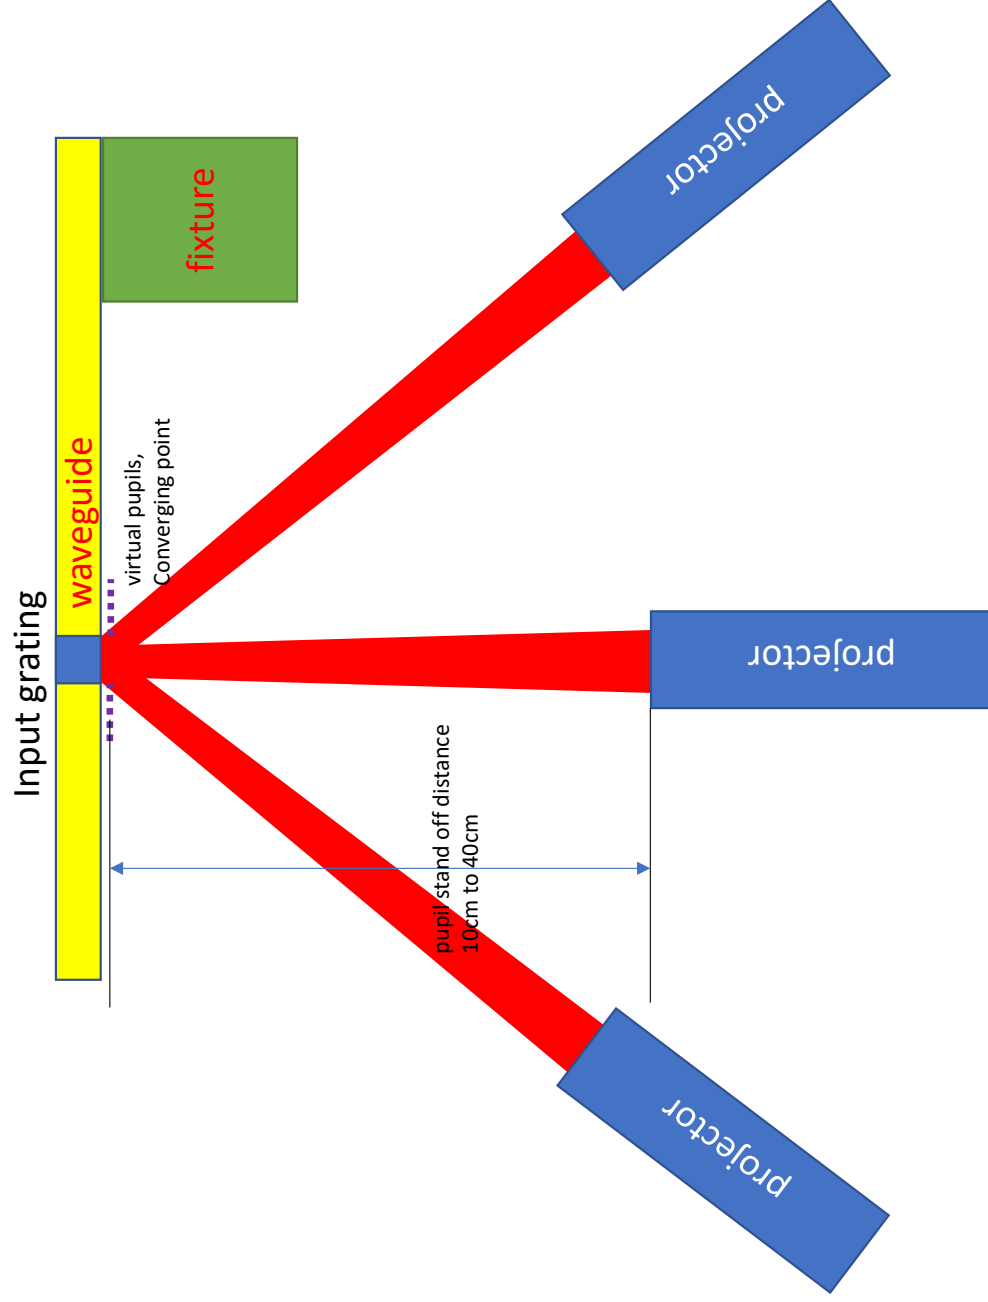 Input grating
waveguide
fixture
virtual pupils,
Converging point
pupil stand off distance
10cm to 40cm
projector
projector
projector